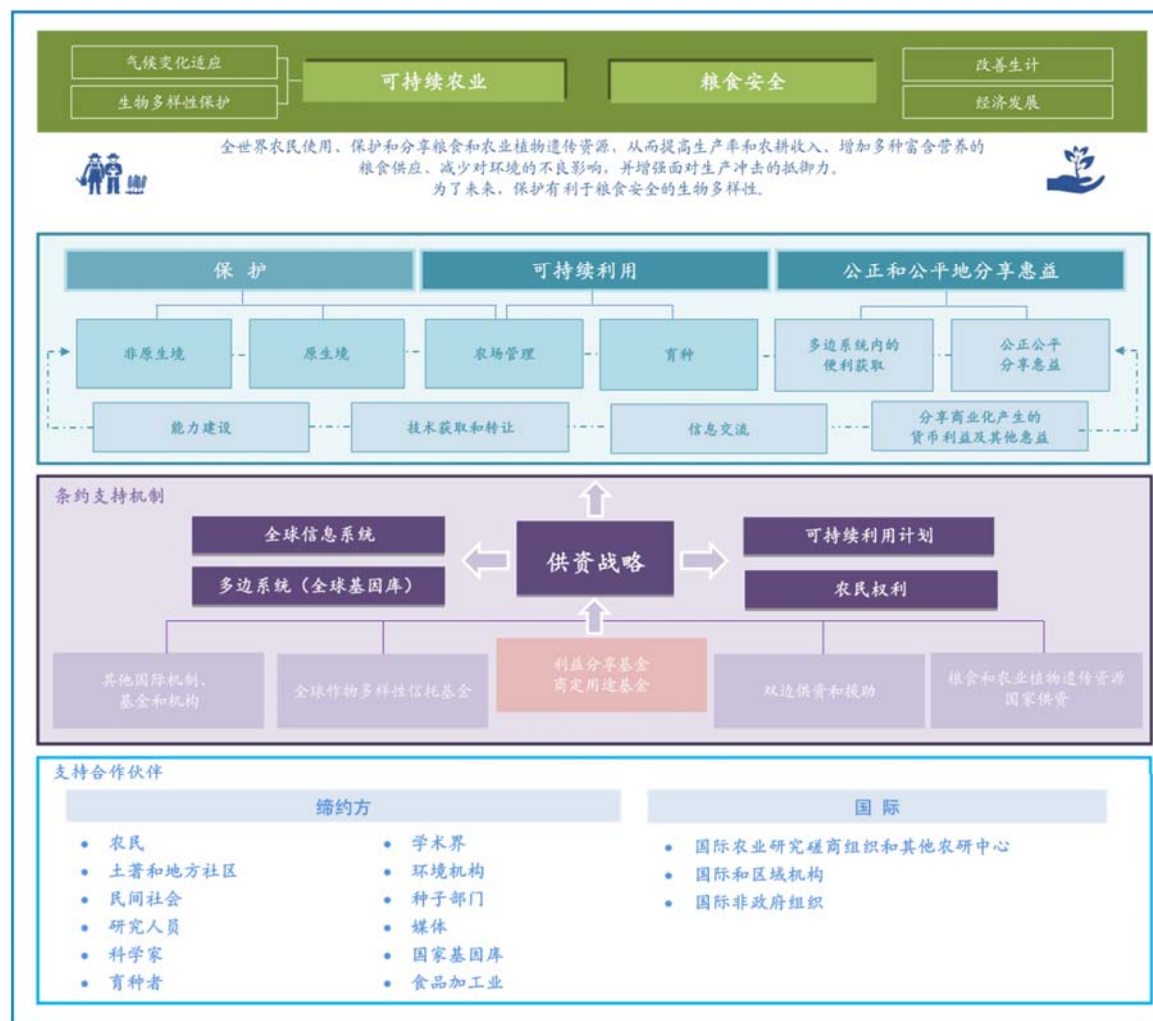 气候变化适应
生物多样性保护
可持续农业
粮食安全
改善生计
经济发展
全世界农民使用、保护和分享粮食和农业植物遗传资源，从而提高生产率和农耕收入，增加多种富含营养的
粮食供应、减少对环境的不良影响，并增强面对生产冲击的抵御力。
为了未来，保护有利于粮食安全的生物多样性。
保 护
可持续利用
公正和公平地分享惠益
非原生境
原生境
农场管理
育种
多边系统内的
便利获取
公正公平
分享惠益
能力建设
技术获取和转让
信息交流
分享商业化产生的
货币利益及其他惠益
条约支持机制
全球信息系统
多边系统（全球基因库）
供资战略
可持续利用计划
农民权利
其他国际机制、
基金和机构
全球作物多样性信托基金
利益分享基金
商定用途基金
双边供资和援助
粮食和农业植物遗传资源
国家供资
支持合作伙伴
缔约方
• 农民
• 土著和地方社区
• 民间社会
• 研究人员
• 科学家
• 育种者
• 学术界
• 环境机构
• 种子部门
• 媒体
• 国家基因库
• 食品加工业
国 际
• 国际农业研究磋商组织和其他农研中心
• 国际和区域机构
• 国际非政府组织